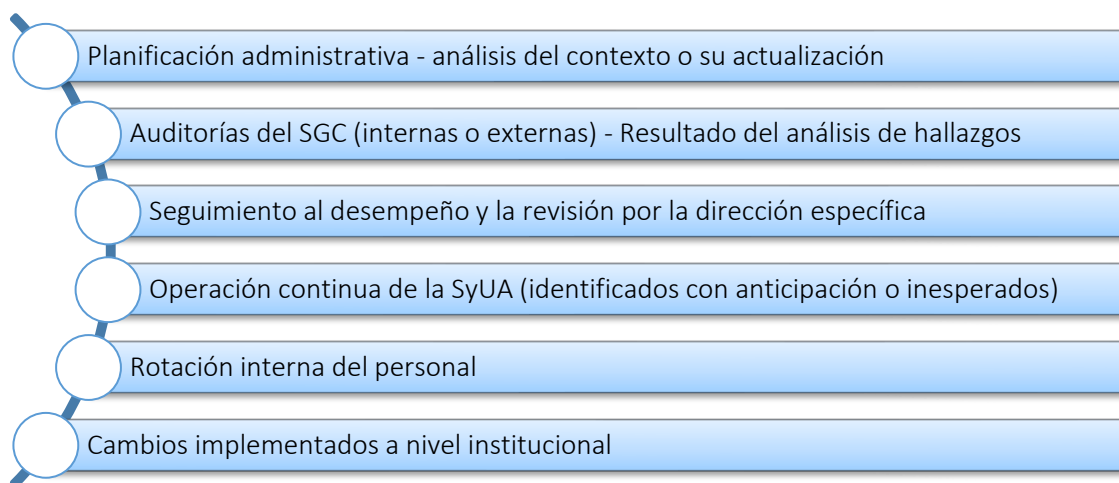 Planificación administrativa - análisis del contexto o su actualización
Auditorías del SGC (internas o externas) - Resultado del análisis de hallazgos
Seguimiento al desempeño y la revisión por la dirección específica
Operación continua de la SyUA (identificados con anticipación o inesperados)
Rotación interna del personal
Cambios implementados a nivel institucional